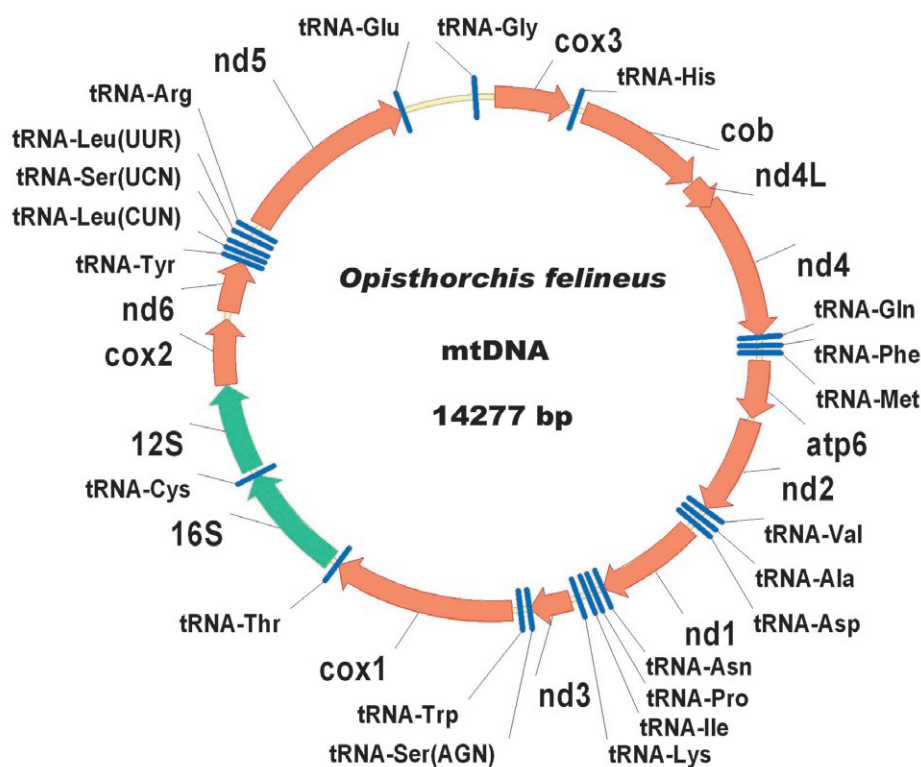 tRNA-Glu
tRNA-Gly
cox3
tRNA-His
cob
nd4L
nd4
tRNA-Gln
tRNA-Phe
tRNA-Met
atp6
nd2
tRNA-Val
tRNA-Ala
tRNA-Asp
nd1
tRNA-Asn
tRNA-Pro
tRNA-Ile
tRNA-Lys
nd3
tRNA-Ser(AGN)
tRNA-Trp
cox1
tRNA-Thr
16S
tRNA-Cys
12S
cox2
nd6
tRNA-Tyr
tRNA-Leu(CUN)
tRNA-Ser(UCN)
tRNA-Leu(UUR)
tRNA-Arg
nd5
Opisthorchis felineus
mtDNA
14277 bp